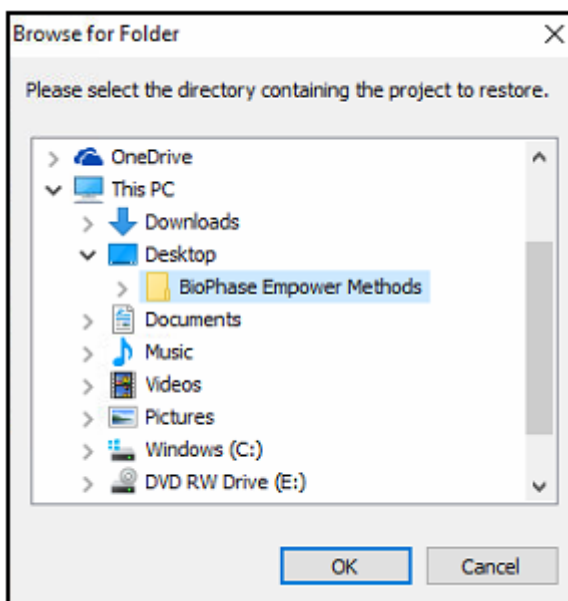 Browse for Folder
Please select the directory containing the project to restore.
OneDrive
This PC
Downloads
Desktop
BioPhase Empower Methods
Documents
Music
Videos
Pictures
Windows (C:)
DVD RW Drive (E:)
OK Cancel